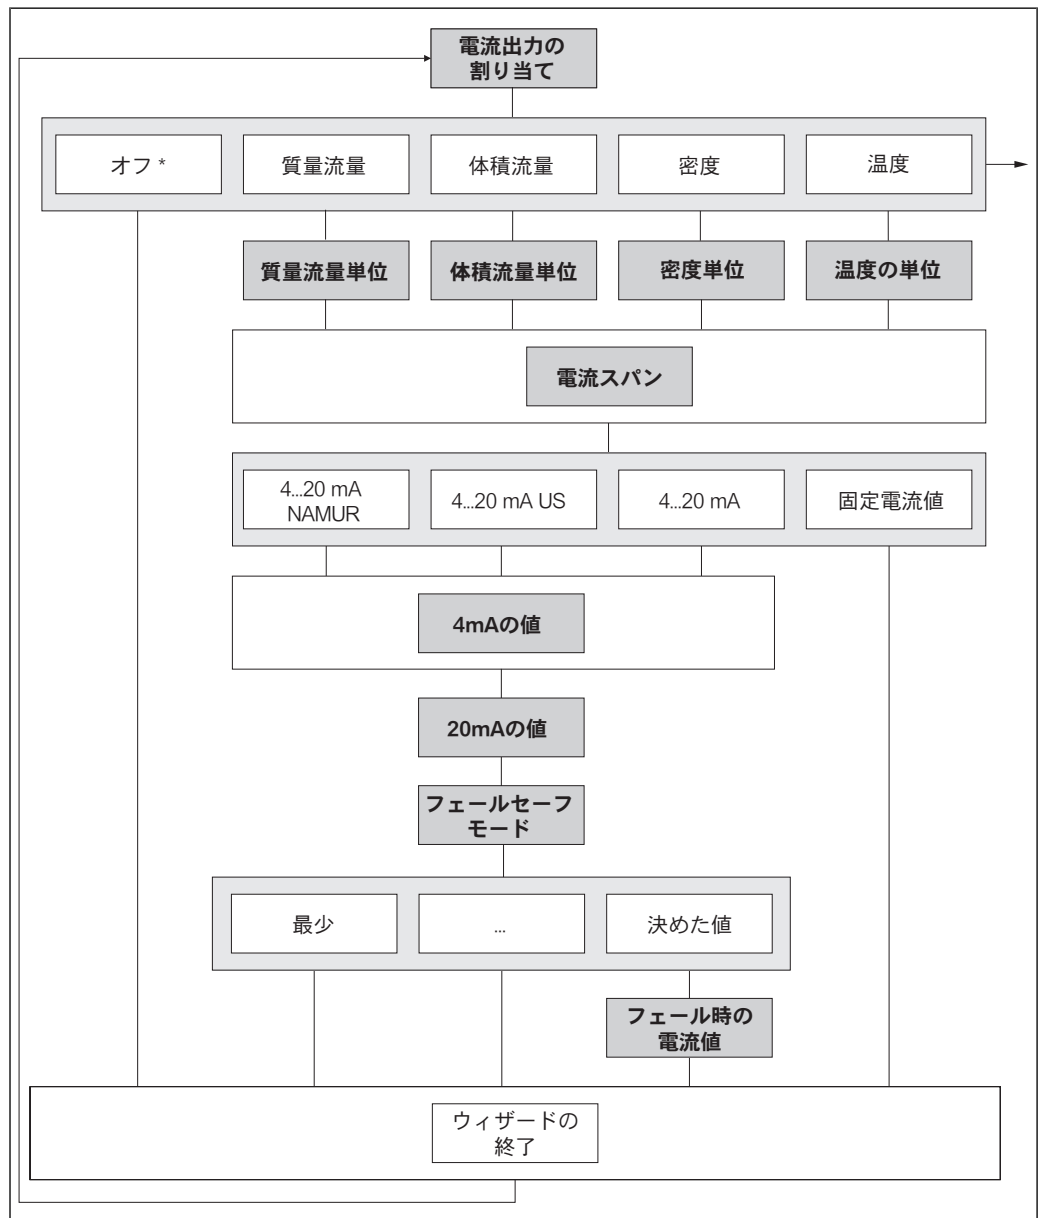 電流出力の
割り当て
オフ *
質量流量
体積流量
密度
温度
質量流量単位
体積流量単位
密度単位
温度の単位
電流スパン
4...20 mA
NAMUR
4...20 mA US
4...20 mA
固定電流値
4mAの値
20mAの値
フェールセーフ
モード
最少
...
決めた値
フェール時の
電流値
ウィザードの
終了